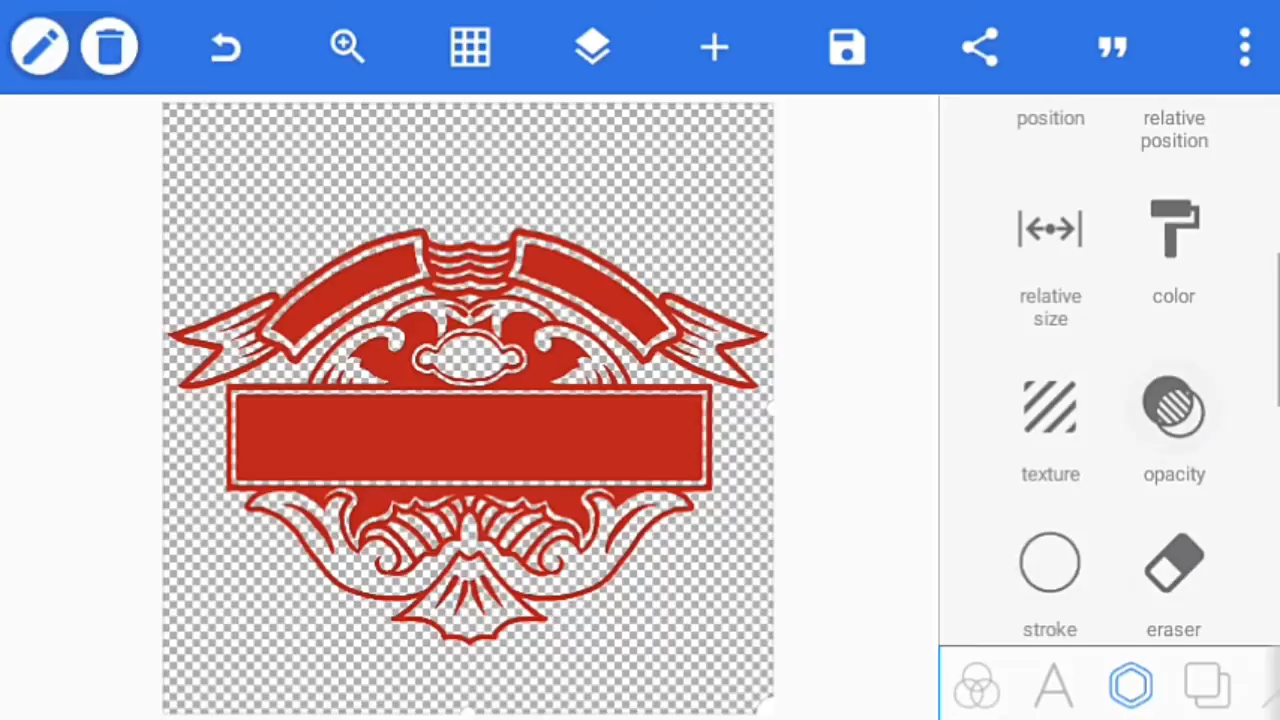 position
relative
position
relative
size
color
texture
opacity
stroke
eraser